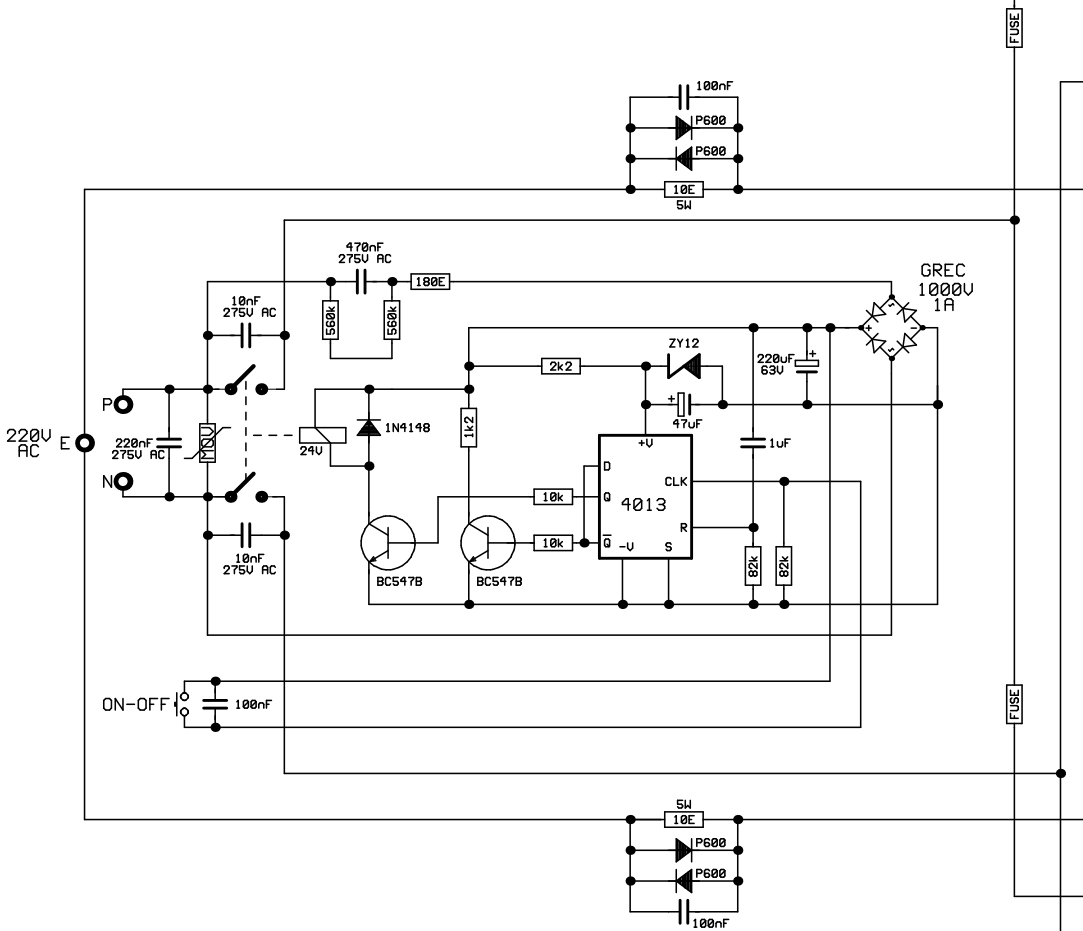 FUSE
100nF
P600
P600
10E
5W
470nF
275V AC
180E
GREC
1000V
1A
10nF
275V AC
560k
560k
ZY12
220uF
63V
2k2
+
-
~
~
+
P
220V
AC
E
220nF
275V AC
MOV
24V
1N4148
1k2
+
47uF
+V
1uF
D
CLK
N
10k
Q
4013
R
10k
Q
-V
S
10nF
275V AC
BC547B
BC547B
82k
82k
ON-OFF
100nF
FUSE
5W
10E
P600
P600
100nF